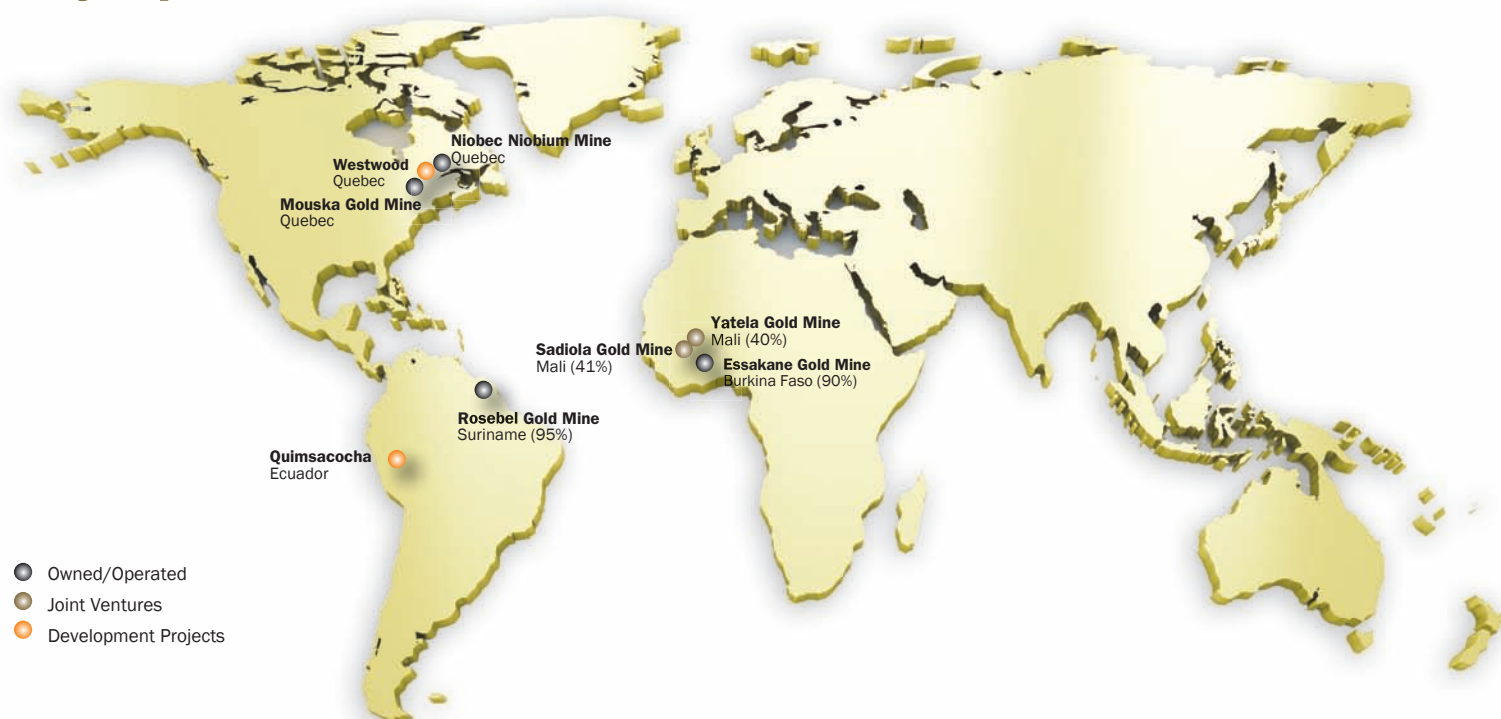 Niobec Niobium Mine
Quebec
Westwood
Quebec
Mouska Gold Mine
Quebec
Yatela Gold Mine
Mali (40%)
Sadiola Gold Mine
Mali (41%)
Essakane Gold Mine
Burkina Faso (90%)
Rosebel Gold Mine
Suriname (95%)
Quimsacocha
Ecuador
Owned/Operated
Joint Ventures
Development Projects